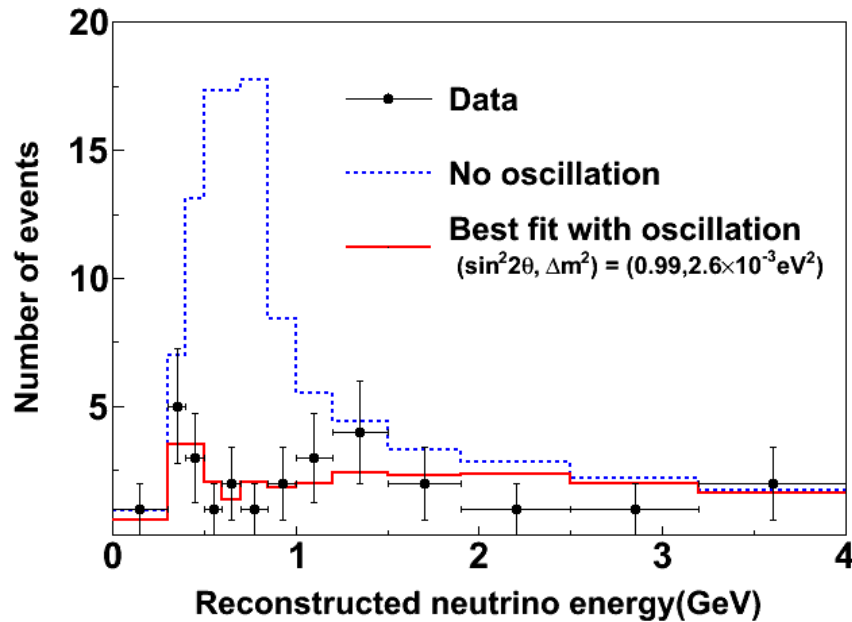 20
15
10
5
Number of events
Data
No oscillation
Best fit with oscillation
(sin²2θ, Δm²) = (0.99,2.6×10⁻³eV²)
0 1 2 3 4
Reconstructed neutrino energy(GeV)